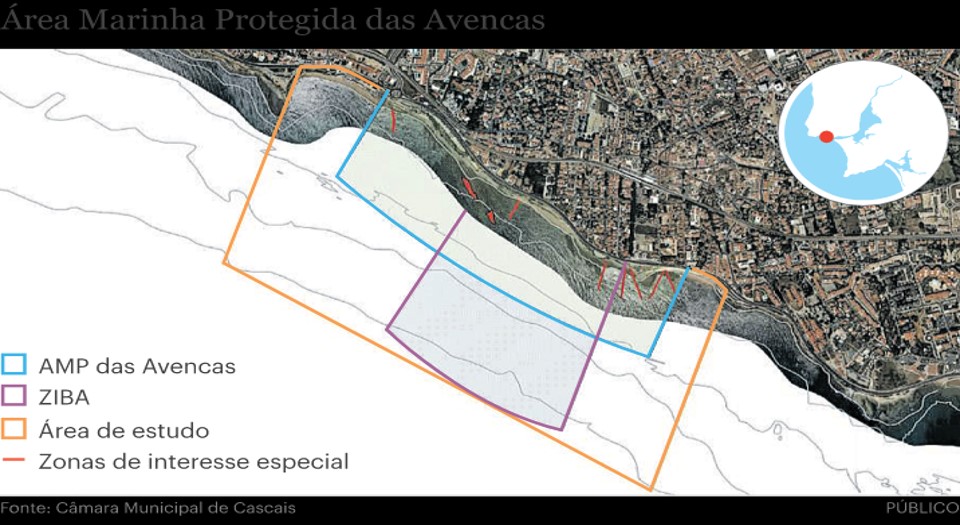 Área Marinha Protegida das Avencas
AMP das Avencas
ZIBA
Área de estudo
Zonas de interesse especial
Fonte: Câmara Municipal de Cascais
PÚBLICO